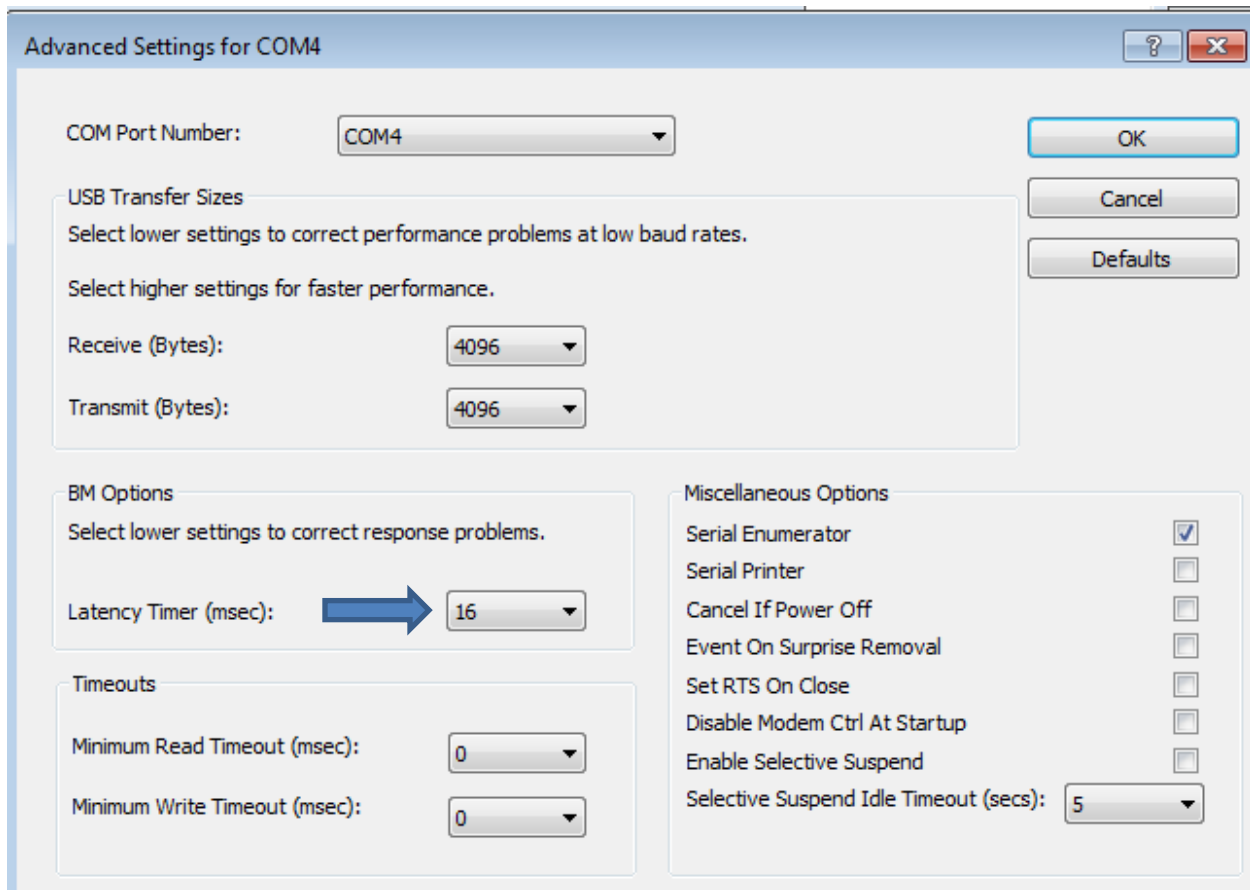 Advanced Settings for COM4
COM Port Number: COM4
OK
USB Transfer Sizes
Cancel
Select lower settings to correct performance problems at low baud rates.
Defaults
Select higher settings for faster performance.
Receive (Bytes): 4096
Transmit (Bytes): 4096
BM Options
Select lower settings to correct response problems.
Latency Timer (msec): 16
Timeouts
Minimum Read Timeout (msec): 0
Minimum Write Timeout (msec): 0
Miscellaneous Options
Serial Enumerator
Serial Printer
Cancel If Power Off
Event On Surprise Removal
Set RTS On Close
Disable Modem Ctrl At Startup
Enable Selective Suspend
Selective Suspend Idle Timeout (secs): 5